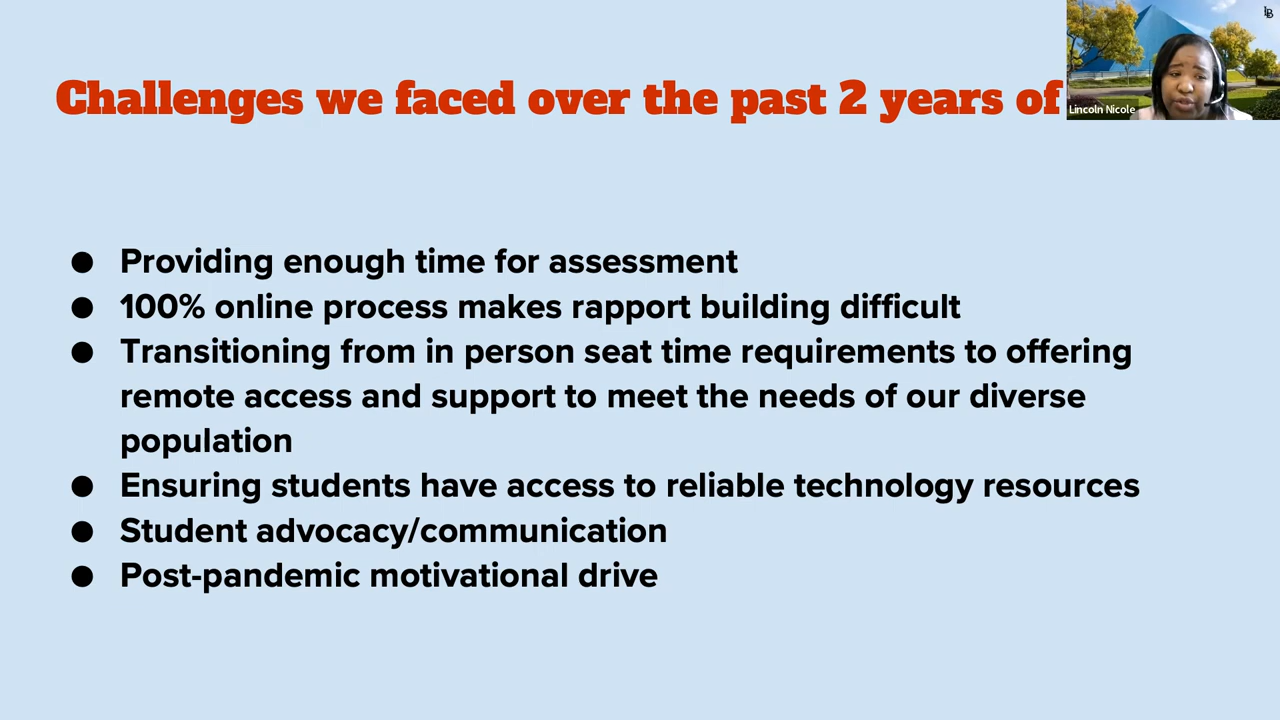 Challenges we faced over the past 2 years of
LB
Lincoln Nicole
● Providing enough time for assessment
● 100% online process makes rapport building difficult
● Transitioning from in person seat time requirements to offering
remote access and support to meet the needs of our diverse
population
● Ensuring students have access to reliable technology resources
● Student advocacy/communication
● Post-pandemic motivational drive